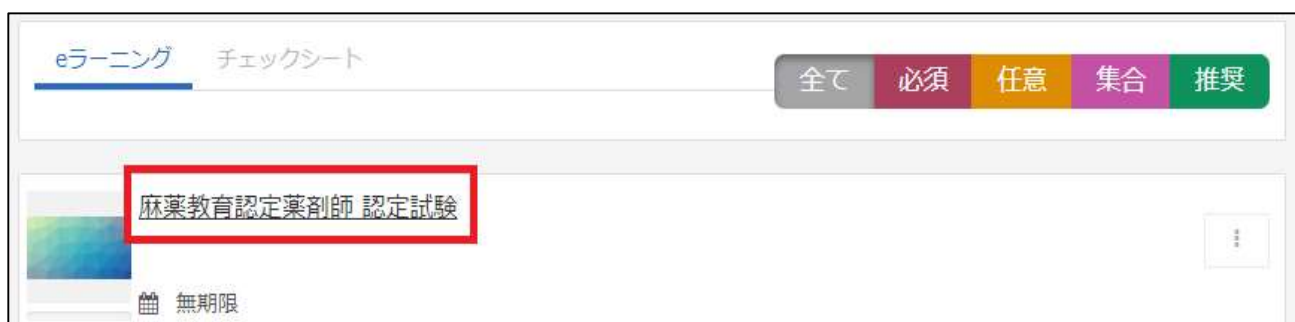 eラーニング チェックシート
全て 必須 任意 集合 推奨
麻薬教育認定薬剤師 認定試験
無期限